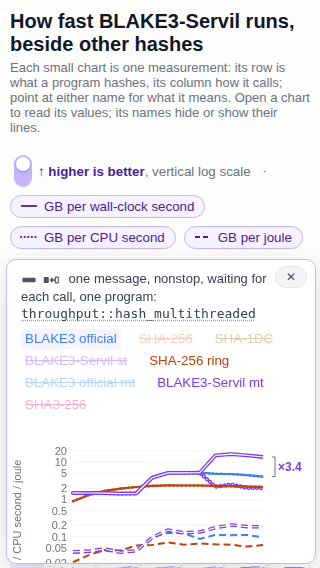 How fast BLAKE3-Servil runs,
beside other hashes
Each small chart is one measurement: its row is
what a program hashes, its column how it calls;
point at either name for what it means. Open a chart
to read its values; its names hide or show their
lines.
↑ higher is better, vertical log scale ·
GB per wall-clock second
GB per CPU second
GB per joule
one message, nonstop, waiting for ✕
each call, one program:
throughput::hash_multithreaded
BLAKE3 official SHA-256 SHA-1DC
BLAKE3-Servil st SHA-256 ring
BLAKE3 official mt BLAKE3-Servil mt
SHA3-256
20
10
5
2
1
0.5
0.2
0.1
0.05
0.02
×3.4
/ CPU second / joule